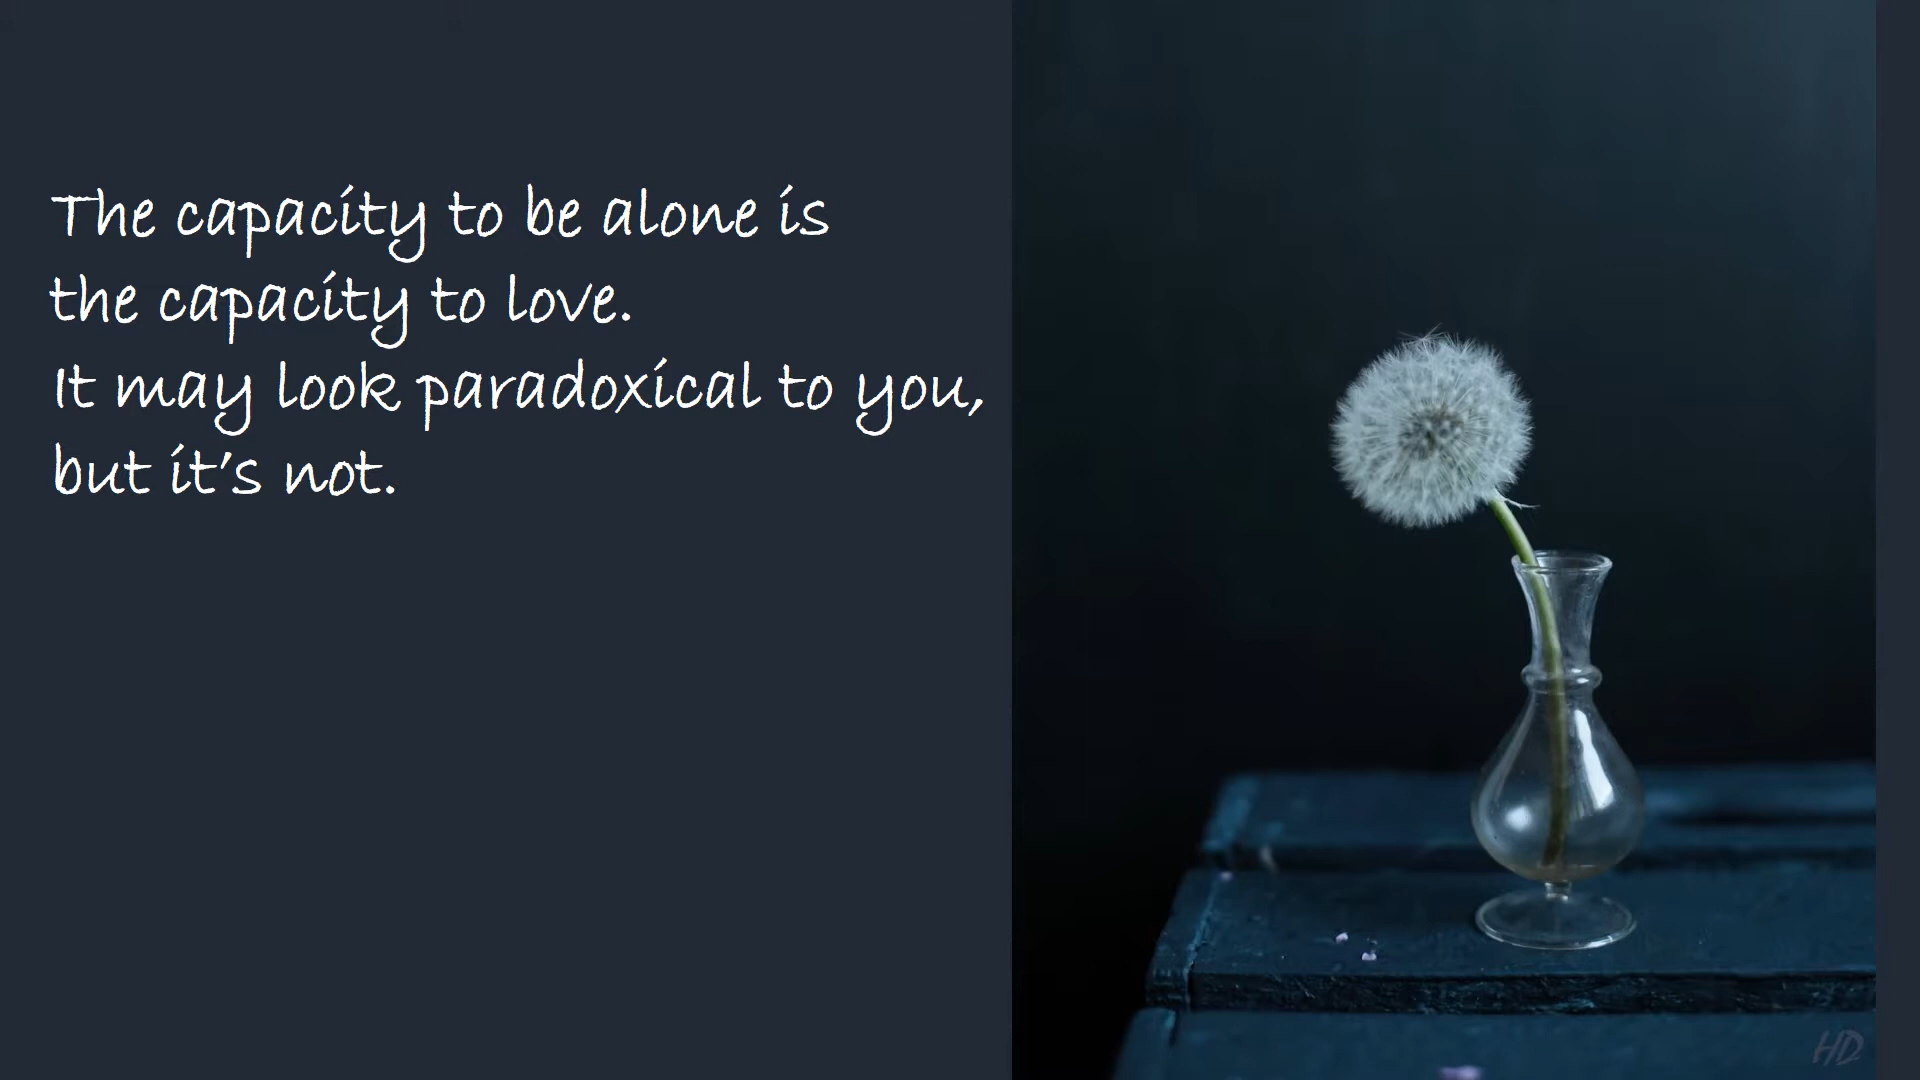 The capacity to be alone is
the capacity to love.
It may look paradoxical to you,
but it's not.
HD